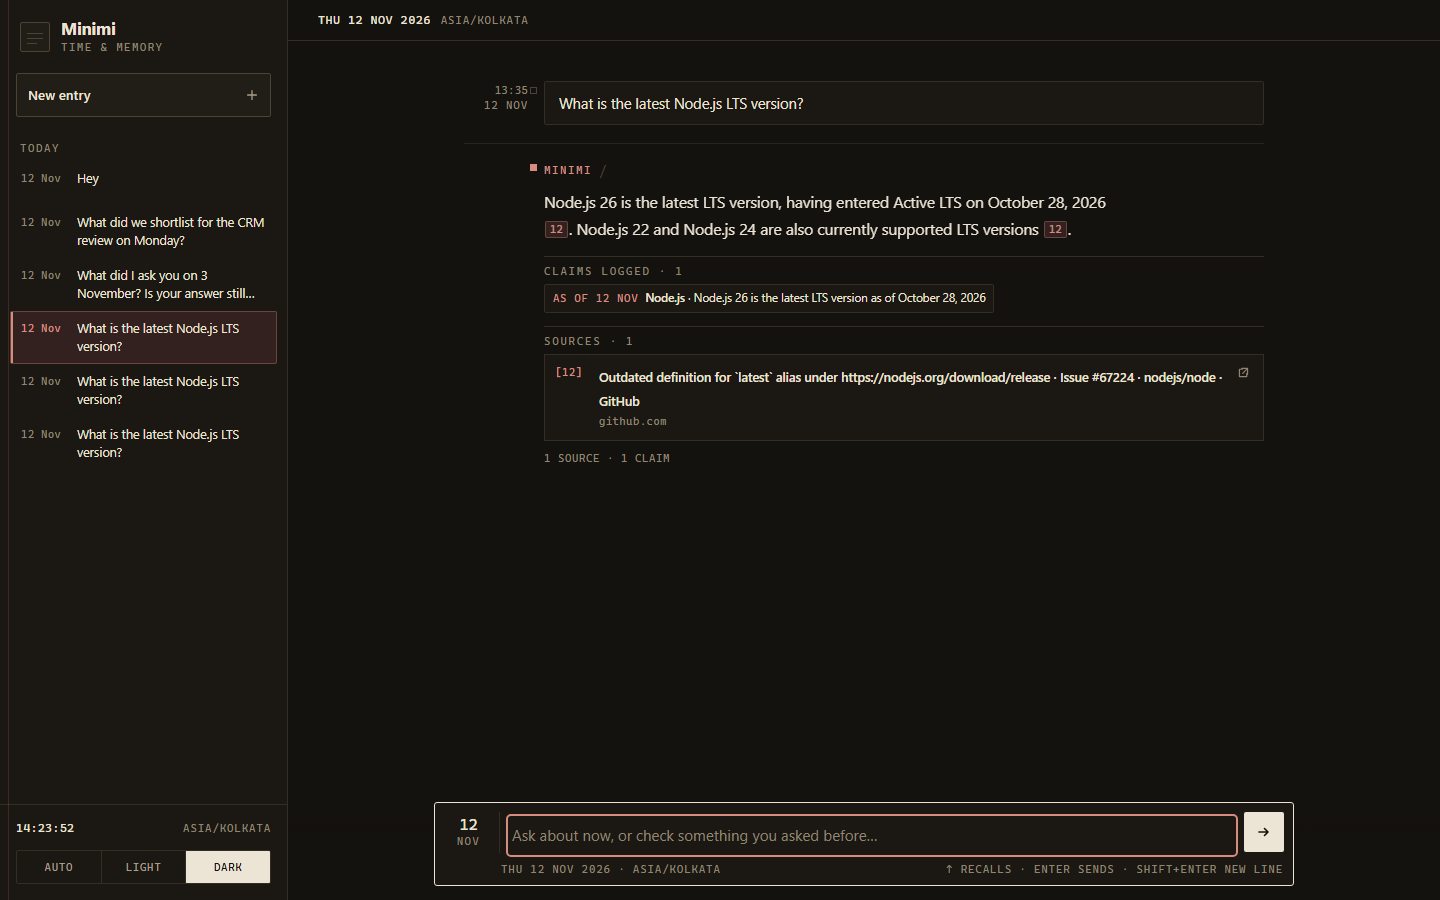 Minimi
TIME & MEMORY
New entry +
TODAY
12 Nov Hey
12 Nov What did we shortlist for the CRM
review on Monday?
12 Nov What did I ask you on 3
November? Is your answer still...
12 Nov What is the latest Node.js LTS
version?
12 Nov What is the latest Node.js LTS
version?
12 Nov What is the latest Node.js LTS
version?
14:23:52 ASIA/KOLKATA
AUTO LIGHT DARK
THU 12 NOV 2026 ASIA/KOLKATA
13:35
12 NOV
What is the latest Node.js LTS version?
MINIMI /
Node.js 26 is the latest LTS version, having entered Active LTS on October 28, 2026
12 . Node.js 22 and Node.js 24 are also currently supported LTS versions 12 .
CLAIMS LOGGED · 1
AS OF 12 NOV Node.js · Node.js 26 is the latest LTS version as of October 28, 2026
SOURCES · 1
[12] Outdated definition for `latest` alias under https://nodejs.org/download/release · Issue #67224 · nodejs/node ·
GitHub
github.com
1 SOURCE · 1 CLAIM
12
NOV
Ask about now, or check something you asked before...
→
THU 12 NOV 2026 · ASIA/KOLKATA
↑ RECALLS · ENTER SENDS · SHIFT+ENTER NEW LINE